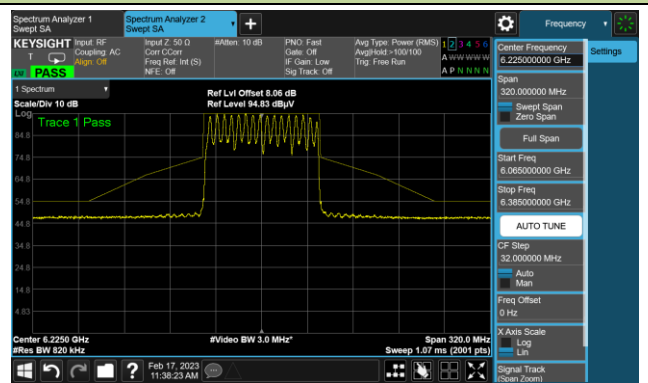 Spectrum Analyzer 1
Swept SA
Spectrum Analyzer 2
Swept SA
Frequency
KEYSIGHT
Input: RF
Coupling: AC
Align: Off
Input Z: 50 Ω
Corr CCorr
Freq Ref: Int (S)
NFE: Off
#Atten: 10 dB
PNO: Fast
Gate: Off
IF Gain: Low
Sig Track: Off
Avg Type: Power (RMS)
Avg|Hold:>100/100
Trig: Free Run
1 2 3 4 5 6
A W W W W W
A P N N N N
T
LW PASS
1 Spectrum
Scale/Div 10 dB
Ref Lvl Offset 8.06 dB
Ref Level 94.83 dBµV
Log
Trace 1 Pass
84.8
74.8
64.8
54.8
44.8
34.8
24.8
14.8
4.83
Center 6.2250 GHz
#Res BW 820 kHz
#Video BW 3.0 MHz*
Span 320.0 MHz
Sweep 1.07 ms (2001 pts)
Center Frequency
6.225000000 GHz
Settings
Span
320.000000 MHz
Swept Span
Zero Span
Full Span
Start Freq
6.065000000 GHz
Stop Freq
6.385000000 GHz
AUTO TUNE
CF Step
32.000000 MHz
Auto
Man
Freq Offset
0 Hz
X Axis Scale
Log
Lin
Signal Track
(Span Zoom)
?
Feb 17, 2023
11:38:23 AM